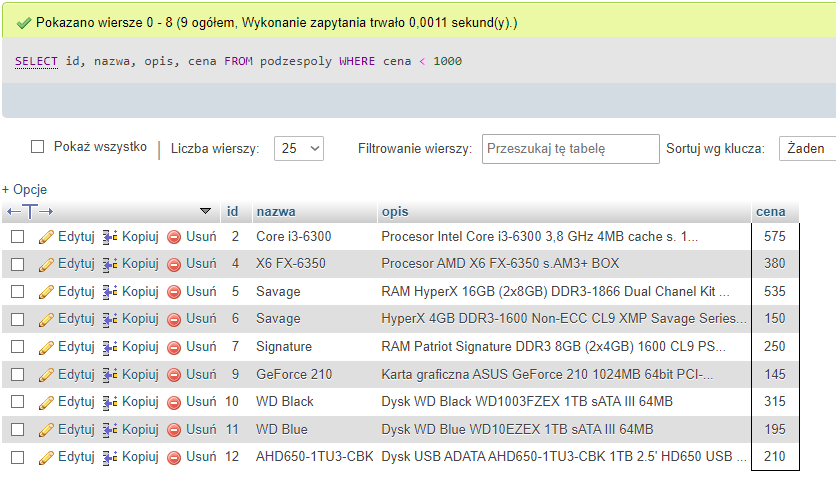 Pokazano wiersze 0 - 8 (9 ogółem, Wykonanie zapytania trwało 0,0011 sekund(y).)
SELECT id, nazwa, opis, cena FROM podzespoly WHERE cena < 1000
Pokaż wszystko | Liczba wierszy: 25 Filtrowanie wierszy: Przeszukaj tę tabelę Sortuj wg klucza: Żaden
+ Opcje
←T→ id nazwa opis cena
Edytuj Kopiuj Usuń 2 Core i3-6300 Procesor Intel Core i3-6300 3,8 GHz 4MB cache s. 1... 575
Edytuj Kopiuj Usuń 4 X6 FX-6350 Procesor AMD X6 FX-6350 s.AM3+ BOX 380
Edytuj Kopiuj Usuń 5 Savage RAM HyperX 16GB (2x8GB) DDR3-1866 Dual Chanel Kit ... 535
Edytuj Kopiuj Usuń 6 Savage HyperX 4GB DDR3-1600 Non-ECC CL9 XMP Savage Series... 150
Edytuj Kopiuj Usuń 7 Signature RAM Patriot Signature DDR3 8GB (2x4GB) 1600 CL9 PS... 250
Edytuj Kopiuj Usuń 9 GeForce 210 Karta graficzna ASUS GeForce 210 1024MB 64bit PCI-... 145
Edytuj Kopiuj Usuń 10 WD Black Dysk WD Black WD1003FZEX 1TB sATA III 64MB 315
Edytuj Kopiuj Usuń 11 WD Blue Dysk WD Blue WD10EZEX 1TB sATA III 64MB 195
Edytuj Kopiuj Usuń 12 AHD650-1TU3-CBK Dysk USB ADATA AHD650-1TU3-CBK 1TB 2.5' HD650 USB ... 210